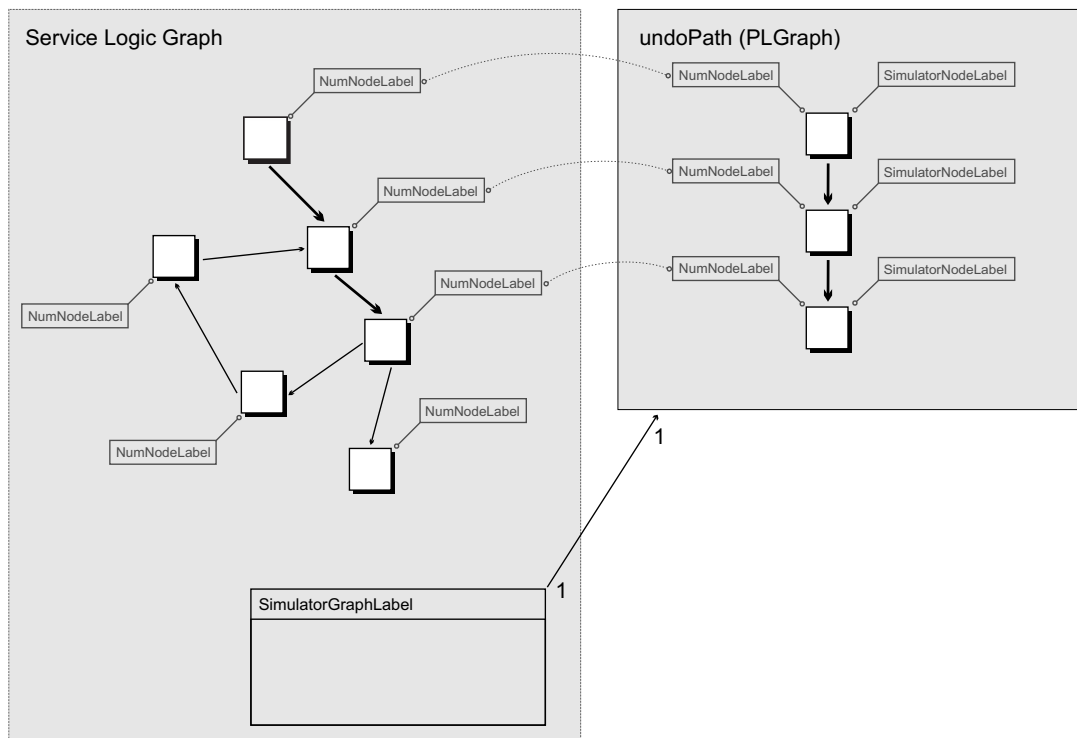 Service Logic Graph
NumNodeLabel
NumNodeLabel
NumNodeLabel
NumNodeLabel
NumNodeLabel
NumNodeLabel
SimulatorGraphLabel
1
undoPath (PLGraph)
NumNodeLabel
SimulatorNodeLabel
NumNodeLabel
SimulatorNodeLabel
NumNodeLabel
SimulatorNodeLabel
1